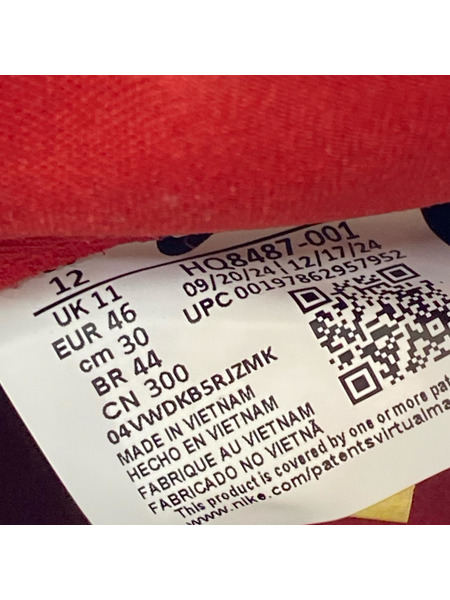 12
UK 11
EUR 46
cm 30
BR 44
CN 300
HQ8487-001
09/20/24 | 12/17/24
UPC 00197862957952
04VWDKB5RJZMK
MADE IN VIETNAM
HECHO EN VIETNAM
FABRIQUE AU VIETNAM
FABRICADO NO VIETNÃ
This product is covered by one or more
www.nike.com/patentsvirtualma